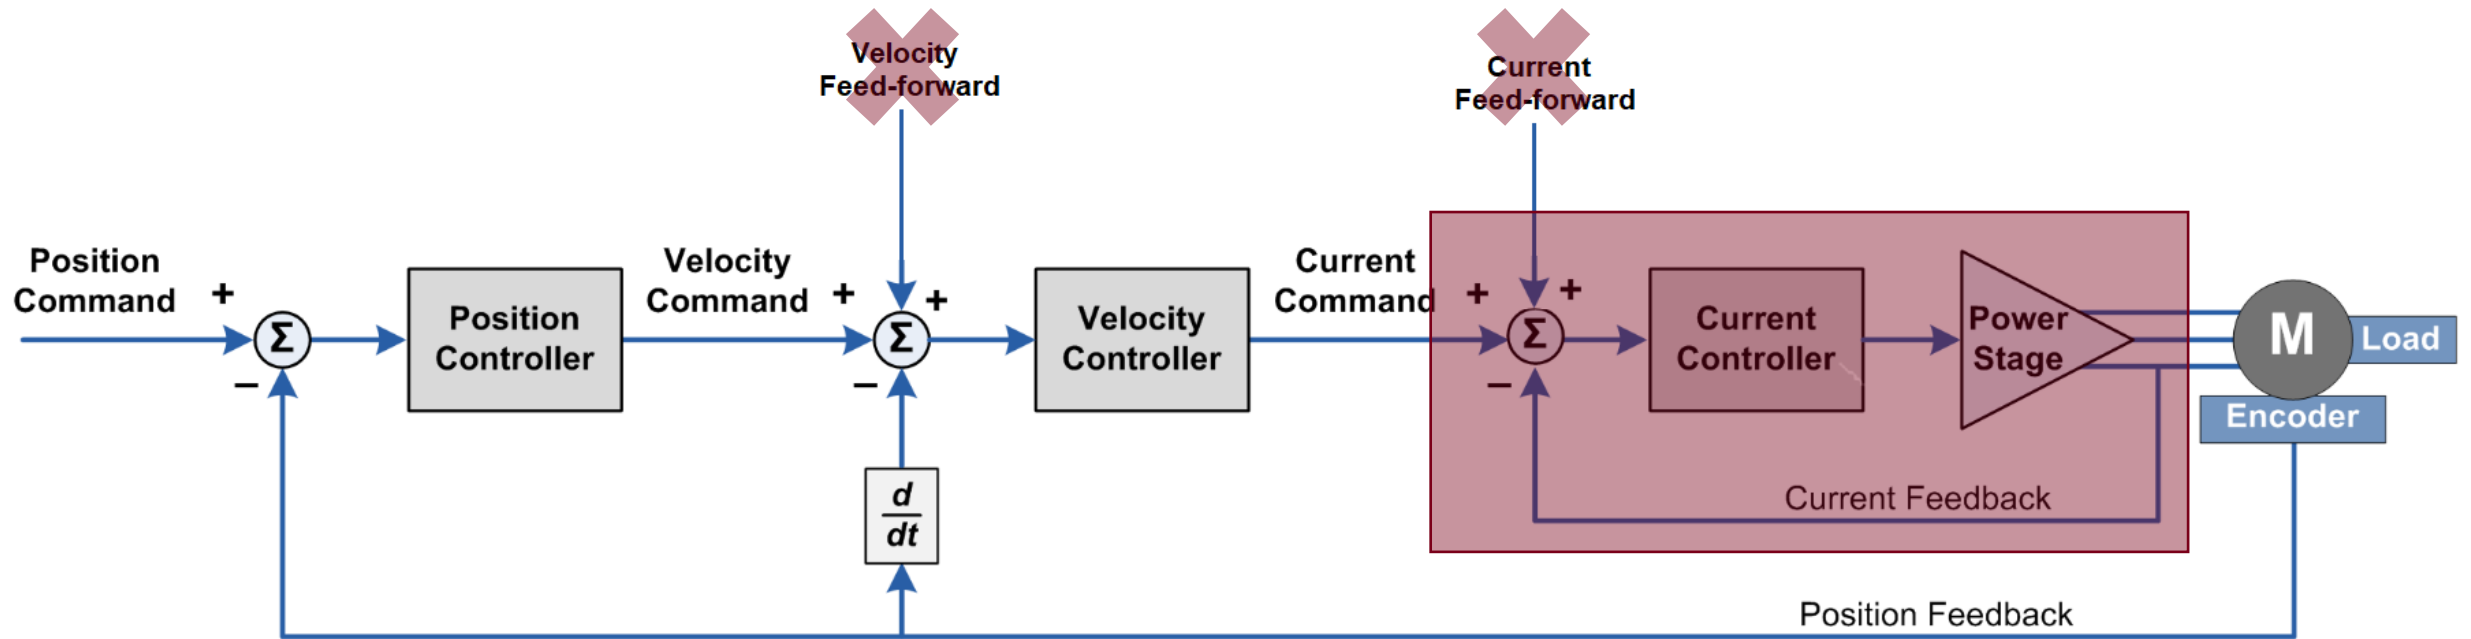 Velocity
Feed-forward
Current
Feed-forward
Position
Command
+
Σ
−
Position
Controller
Velocity
Command
+
+
Σ
−
d
dt
Velocity
Controller
Current
Command
+
+
Σ
−
Current
Controller
Power
Stage
M
Load
Encoder
Current Feedback
Position Feedback